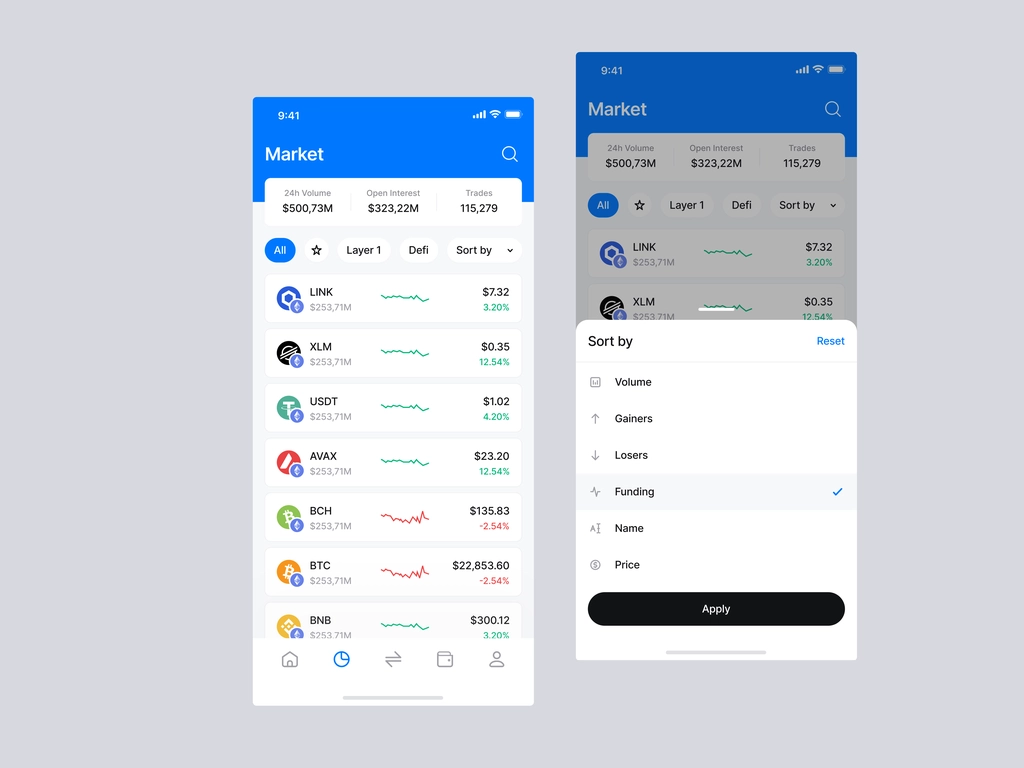 9:41
Market
24h Volume Open Interest Trades
$500,73M $323,22M 115,279
All Layer 1 Defi Sort by
LINK $7.32
$253,71M 3.20%
XLM $0.35
$253,71M 12.54%
USDT $1.02
$253,71M 4.20%
AVAX $23.20
$253,71M 12.54%
BCH $135.83
$253,71M -2.54%
BTC $22,853.60
$253,71M -2.54%
BNB $300.12
$253,71M 3.20%
9:41
Market
24h Volume Open Interest Trades
$500,73M $323,22M 115,279
All Layer 1 Defi Sort by
LINK $7.32
$253,71M 3.20%
XLM $0.35
$253,71M 12.54%
Sort by Reset
Volume
Gainers
Losers
Funding
Name
Price
Apply